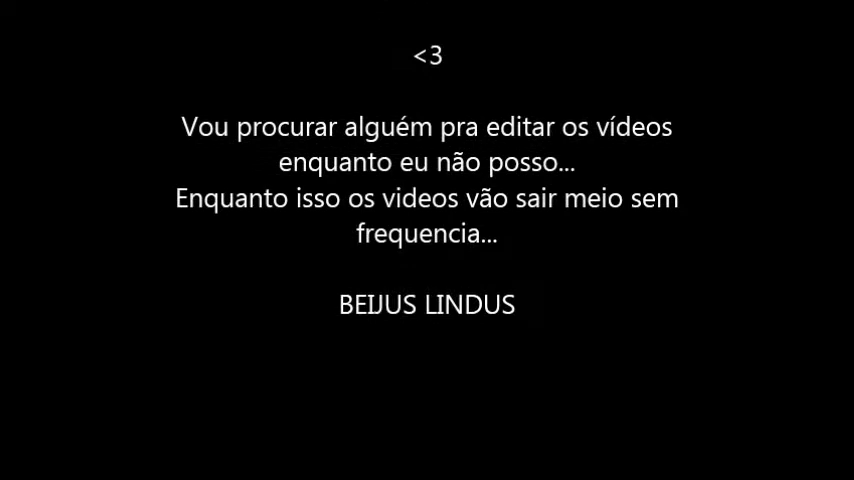 <3
Vou procurar alguém pra editar os vídeos
enquanto eu não posso...
Enquanto isso os videos vão sair meio sem
frequencia...
BEIJUS LINDUS